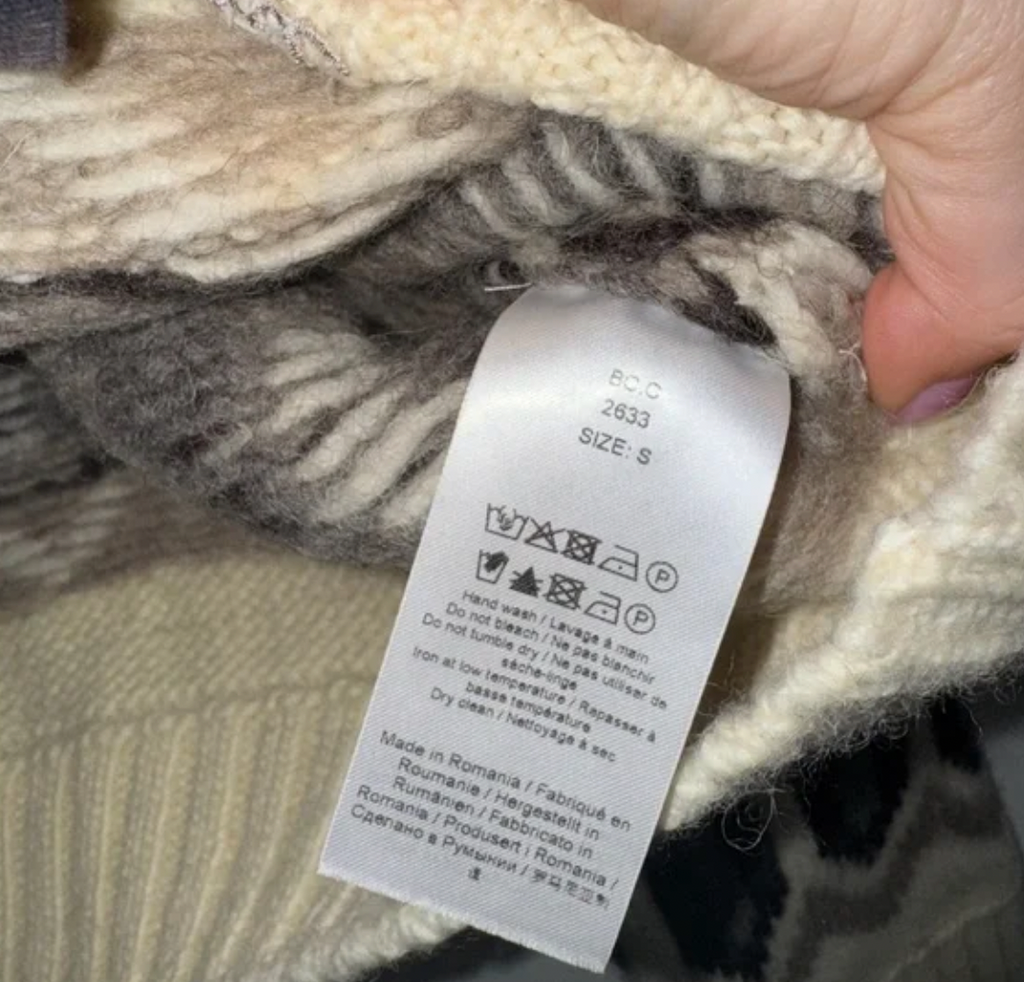 BC.C
2633
SIZE: S
P
P
Hand wash / Lavage à main
Do not bleach / Ne pas blanchir
Do not tumble dry / Ne pas utiliser de
sèche-linge
Iron at low temperature / Repasser à
basse température
Dry clean / Nettoyage à sec
Made in Romania / Fabriqué en
Roumanie / Hergestellt in
Rumänien / Fabbricato in
Romania / Produsert i Romania /
Сделано в Румынии / 罗马尼亚制
造